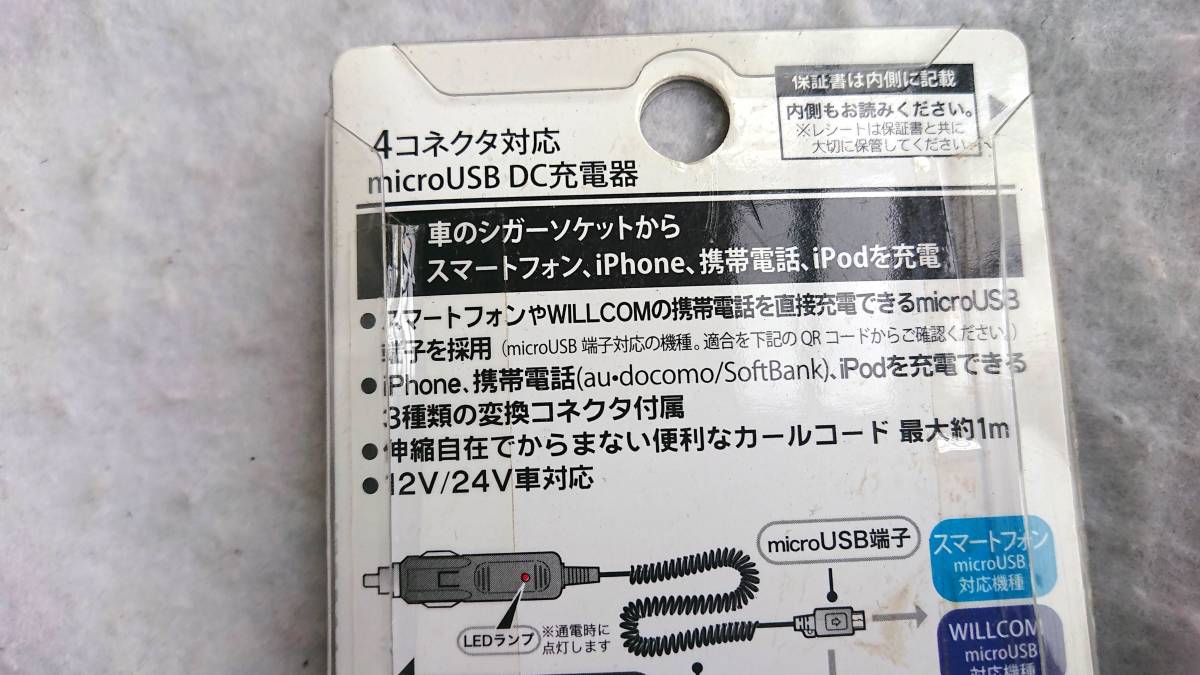 保証書は内側に記載
内側もお読みください。
※レシートは保証書と共に
大切に保管してください。
4コネクタ対応
microUSB DC充電器
車のシガーソケットから
スマートフォン、iPhone、携帯電話、iPodを充電
●スマートフォンやWILLCOMの携帯電話を直接充電できるmicroUSB
端子を採用（microUSB 端子対応の機種。適合を下記の QR コードからご確認ください。）
●iPhone、携帯電話(au・docomo/SoftBank)、iPodを充電できる
3種類の変換コネクタ付属
●伸縮自在でからまない便利なカールコード 最大約1m
●12V/24V車対応
microUSB端子
スマートフォン
microUSB
対応機種
LEDランプ
※通電時に
点灯します
WILLCOM
microUSB
対応機種